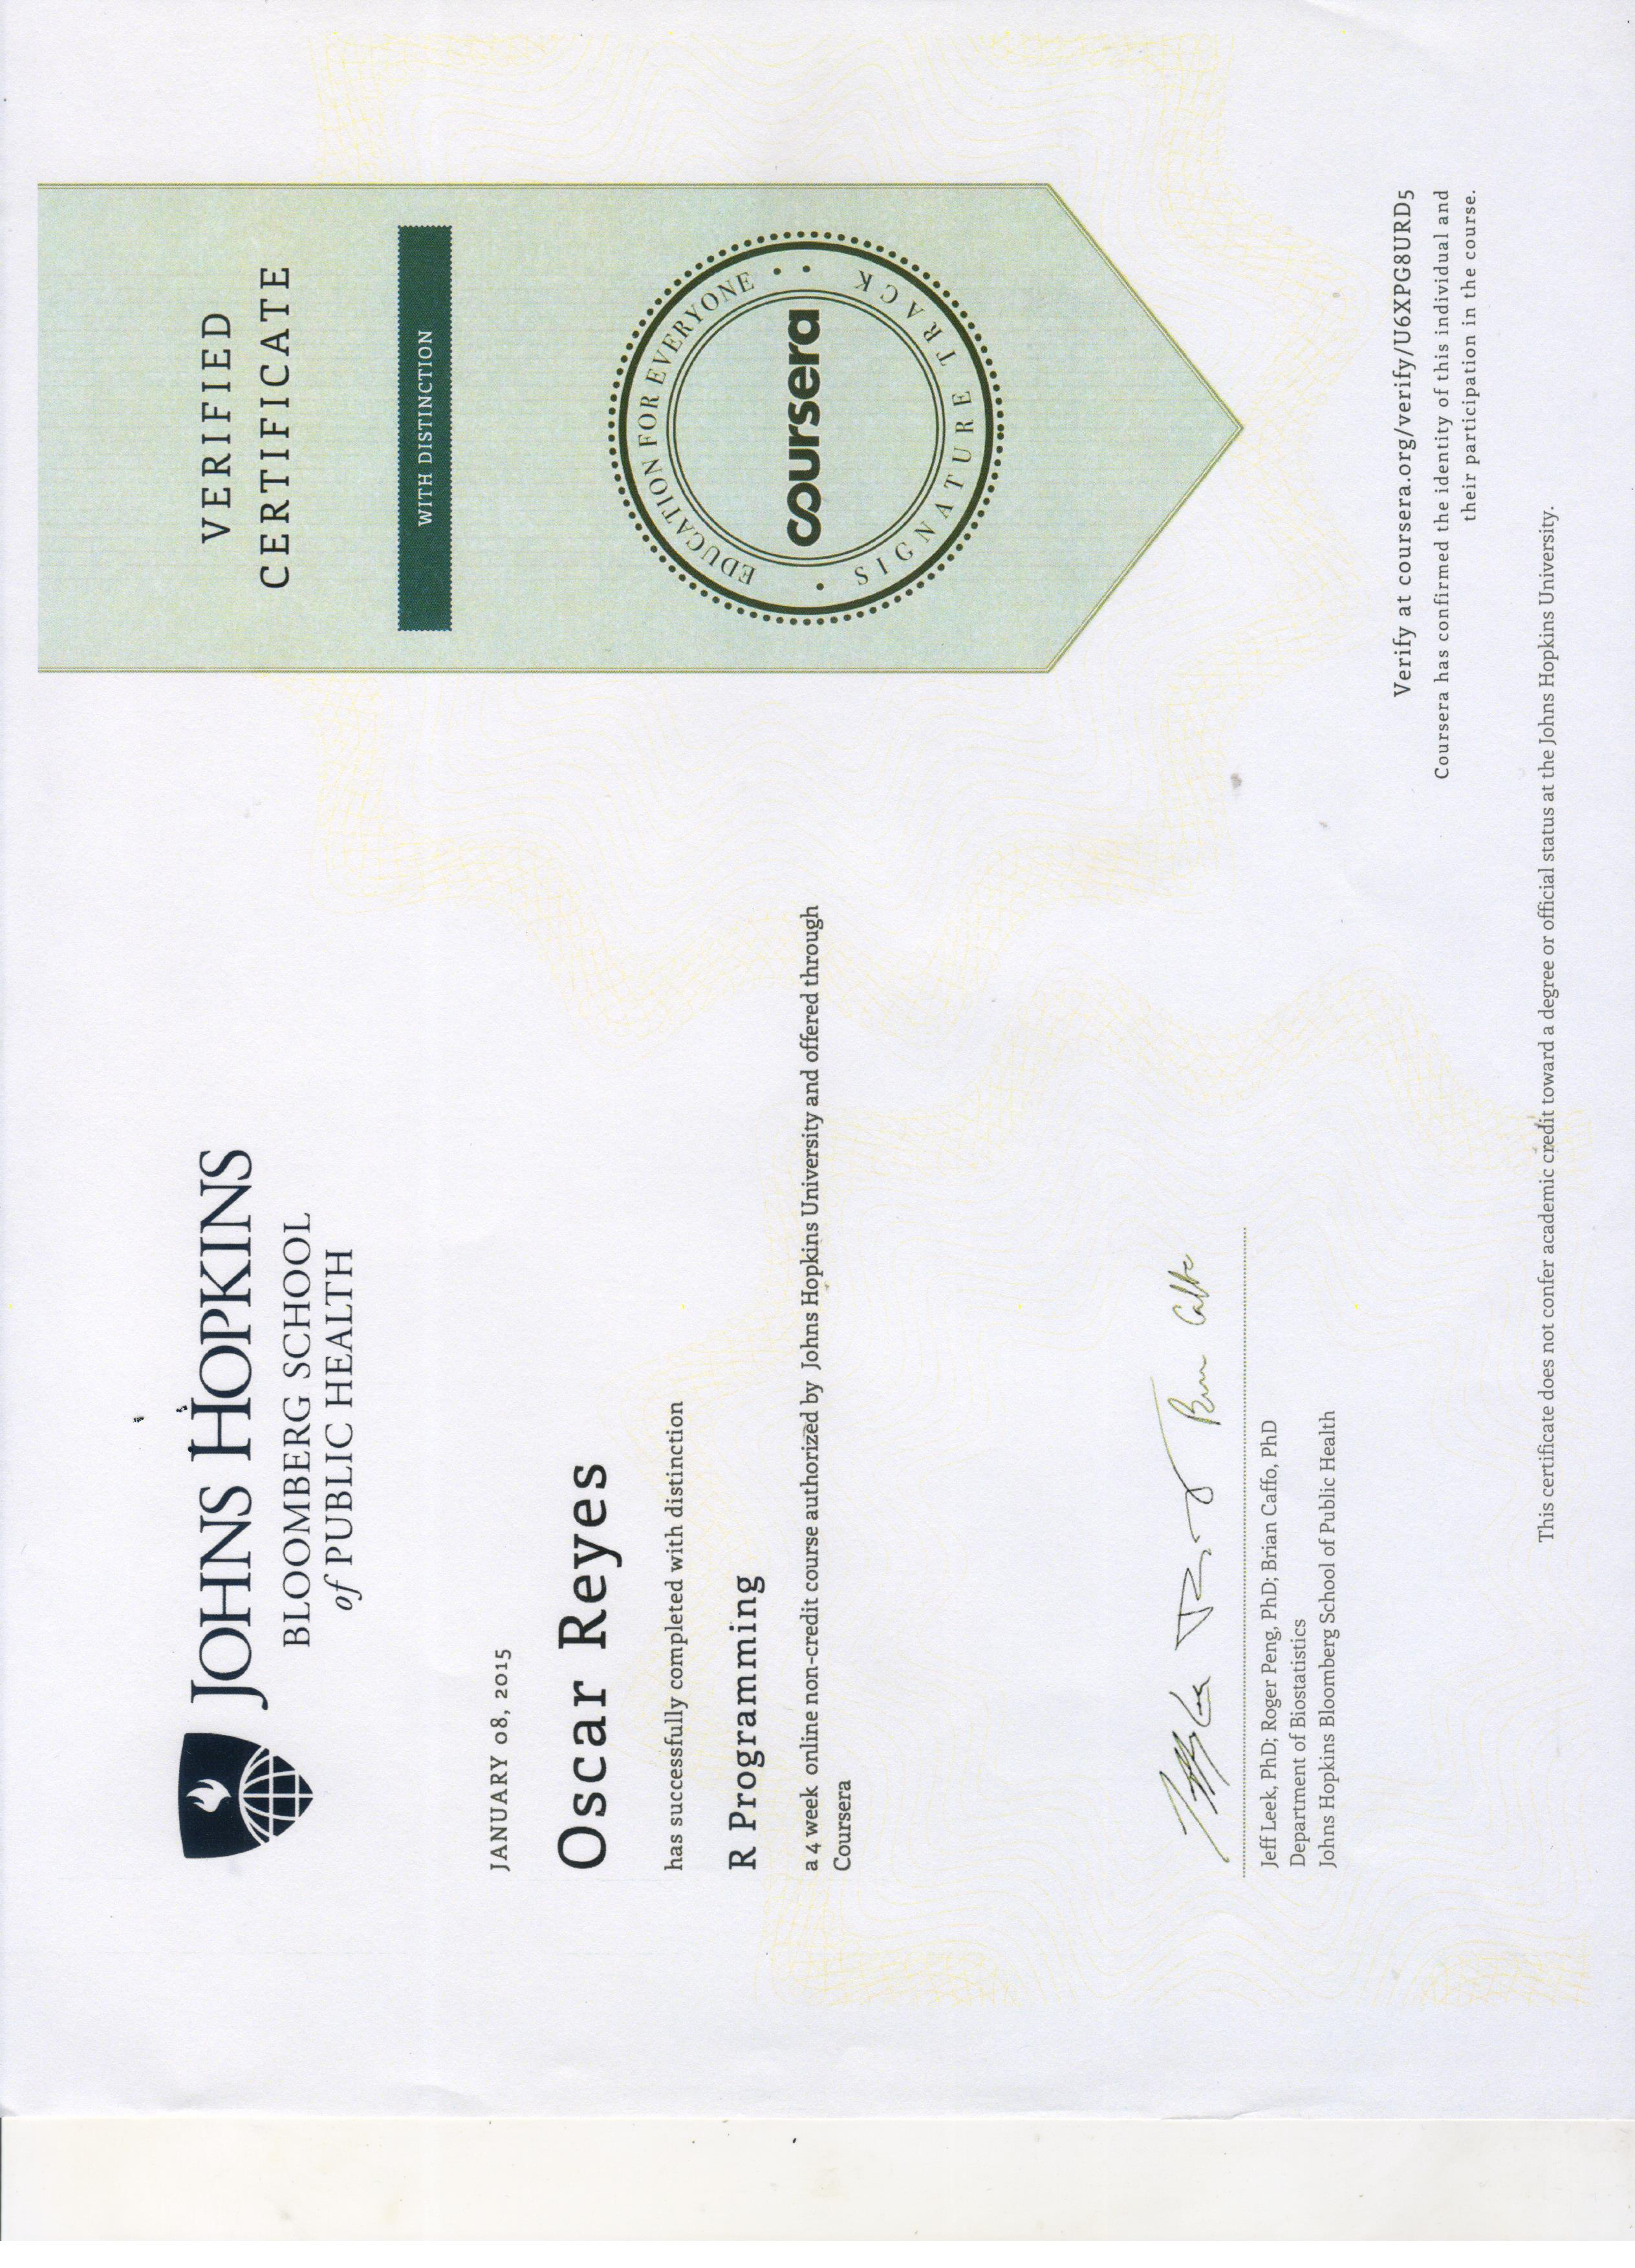 JOHNS HOPKINS
BLOOMBERG SCHOOL
of PUBLIC HEALTH
JANUARY 08, 2015
Oscar Reyes
has successfully completed with distinction
R Programming
a 4 week online non-credit course authorized by Johns Hopkins University and offered through
Coursera
Jeff Leek, PhD; Roger Peng, PhD; Brian Caffo, PhD
Department of Biostatistics
Johns Hopkins Bloomberg School of Public Health
VERIFIED
CERTIFICATE
WITH DISTINCTION
EDUCATION FOR EVERYONE
coursera
SIGNATURE TRACK
Verify at coursera.org/verify/U6XPG8URD5
Coursera has confirmed the identity of this individual and
their participation in the course.
This certificate does not confer academic credit toward a degree or official status at the Johns Hopkins University.